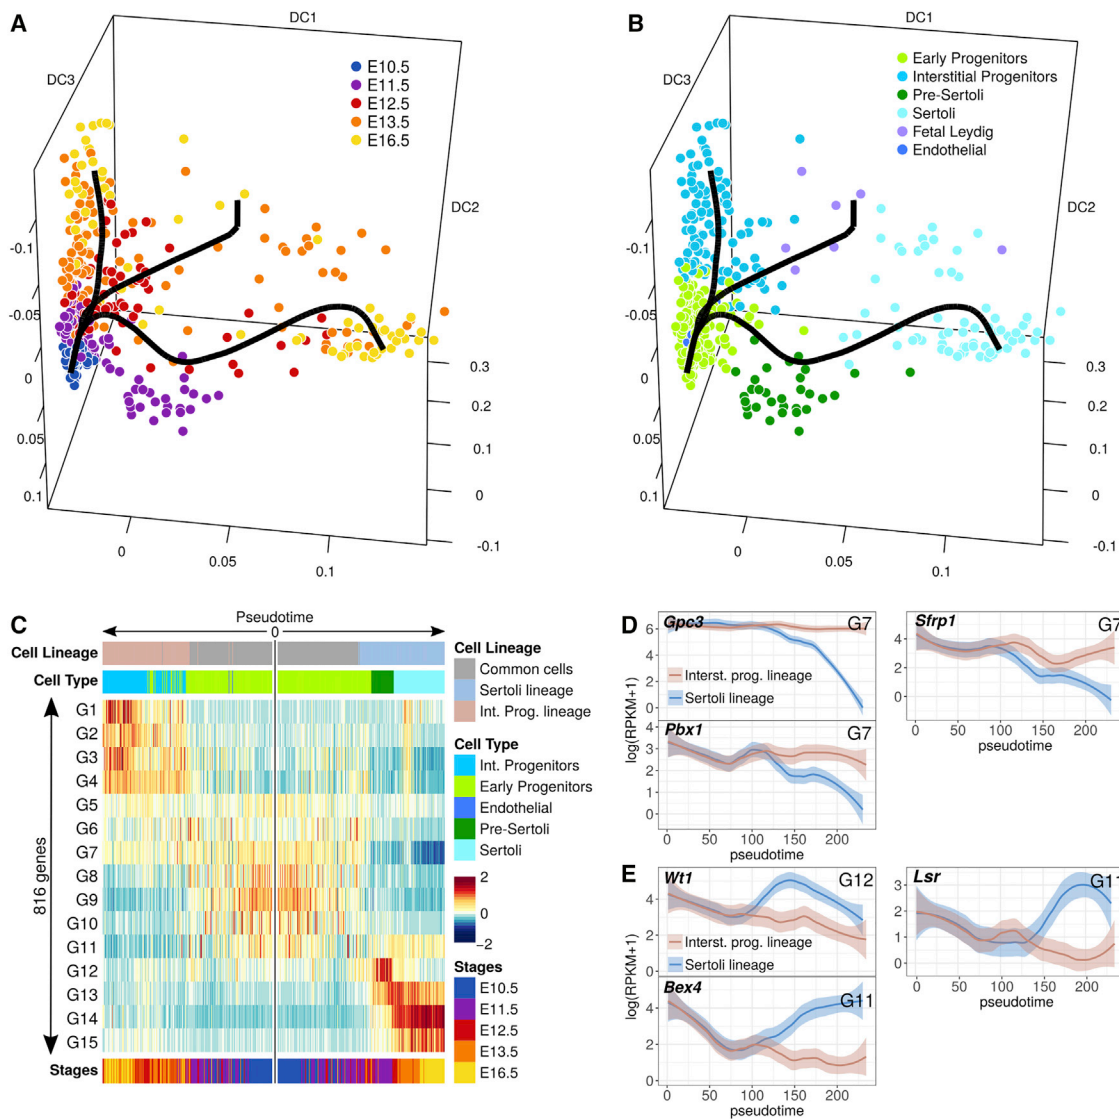 A
DC1
DC3
E10.5
E11.5
E12.5
E13.5
E16.5
DC2
-0.1
-0.05
0
0.05
0.1
0.3
0.2
0.1
0
-0.1
0
0.05
0.1
B
DC1
DC3
Early Progenitors
Interstitial Progenitors
Pre-Sertoli
Sertoli
Fetal Leydig
Endothelial
DC2
-0.1
-0.05
0
0.05
0.1
0.3
0.2
0.1
0
-0.1
0
0.05
0.1
C
Pseudotime
0
Cell Lineage
Cell Type
816 genes
G1
G2
G3
G4
G5
G6
G7
G8
G9
G10
G11
G12
G13
G14
G15
Stages
Cell Lineage
Common cells
Sertoli lineage
Int. Prog. lineage
Cell Type
Int. Progenitors
Early Progenitors
Endothelial
Pre-Sertoli
Sertoli
2
0
−2
Stages
E10.5
E11.5
E12.5
E13.5
E16.5
D
Gpc3
G7
6
4
2
0
Interst. prog. lineage
Sertoli lineage
log(RPKM+1)
Pbx1
G7
4
3
2
1
0
0 50 100 150 200
pseudotime
Sfrp1
G7
4
2
0
0 50 100 150 200
pseudotime
E
Wt1
G12
4
2
0
Interst. prog. lineage
Sertoli lineage
log(RPKM+1)
Bex4
G11
4
2
0
0 50 100 150 200
pseudotime
Lsr
G11
3
2
1
0
0 50 100 150 200
pseudotime